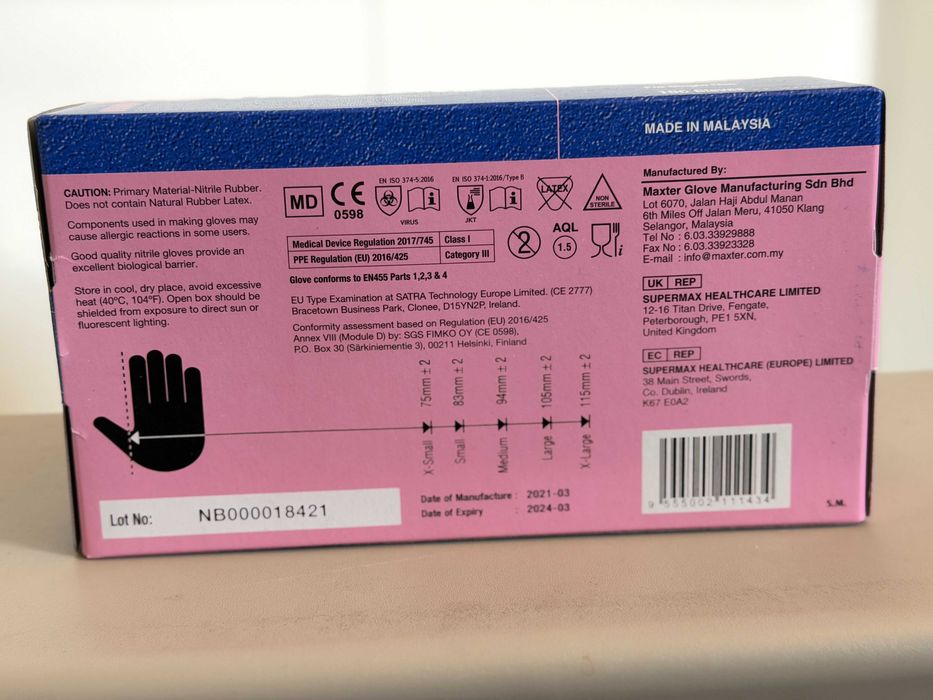 MADE IN MALAYSIA
CAUTION: Primary Material-Nitrile Rubber.
Does not contain Natural Rubber Latex.
Components used in making gloves may
cause allergic reactions in some users.
Good quality nitrile gloves provide an
excellent biological barrier.
Store in cool, dry place, avoid excessive
heat (40°C, 104°F). Open box should be
shielded from exposure to direct sun or
fluorescent lighting.
MD
CE
0598
EN ISO 374-5:2016
VIRUS
EN ISO 374-1:2016/Type B
JKT
LATEX
NON
STERILE
Medical Device Regulation 2017/745 Class I
PPE Regulation (EU) 2016/425 Category III
2
AQL
1.5
i
Glove conforms to EN455 Parts 1,2,3 & 4
EU Type Examination at SATRA Technology Europe Limited. (CE 2777)
Bracetown Business Park, Clonee, D15YN2P, Ireland.
Conformity assessment based on Regulation (EU) 2016/425
Annex VIII (Module D) by: SGS FIMKO OY (CE 0598),
P.O. Box 30 (Särkiniementie 3), 00211 Helsinki, Finland
Manufactured By:
Maxter Glove Manufacturing Sdn Bhd
Lot 6070, Jalan Haji Abdul Manan
6th Miles Off Jalan Meru, 41050 Klang
Selangor, Malaysia
Tel No : 6.03.33929888
Fax No : 6.03.33923328
E-mail : info@maxter.com.my
UK REP
SUPERMAX HEALTHCARE LIMITED
12-16 Titan Drive, Fengate,
Peterborough, PE1 5XN,
United Kingdom
EC REP
SUPERMAX HEALTHCARE (EUROPE) LIMITED
38 Main Street, Swords,
Co. Dublin, Ireland
K67 E0A2
X-Small 75mm ± 2
Small 83mm ± 2
Medium 94mm ± 2
Large 105mm ± 2
X-Large 115mm ± 2
Lot No: NB000018421
Date of Manufacture : 2021-03
Date of Expiry : 2024-03
9 555002 111434
S.M.